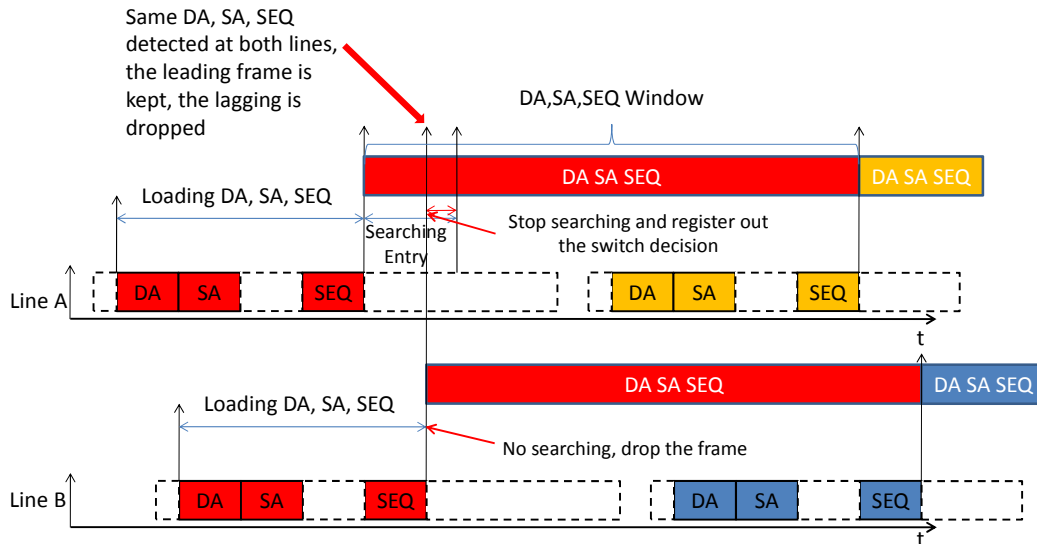 Same DA, SA, SEQ
detected at both lines,
the leading frame is
kept, the lagging is
dropped
DA,SA,SEQ Window
DA SA SEQ
DA SA SEQ
Loading DA, SA, SEQ
Searching
Entry
Stop searching and register out
the switch decision
Line A
DA
SA
SEQ
DA
SA
SEQ
t
DA SA SEQ
DA SA SEQ
Loading DA, SA, SEQ
No searching, drop the frame
Line B
DA
SA
SEQ
DA
SA
SEQ
t